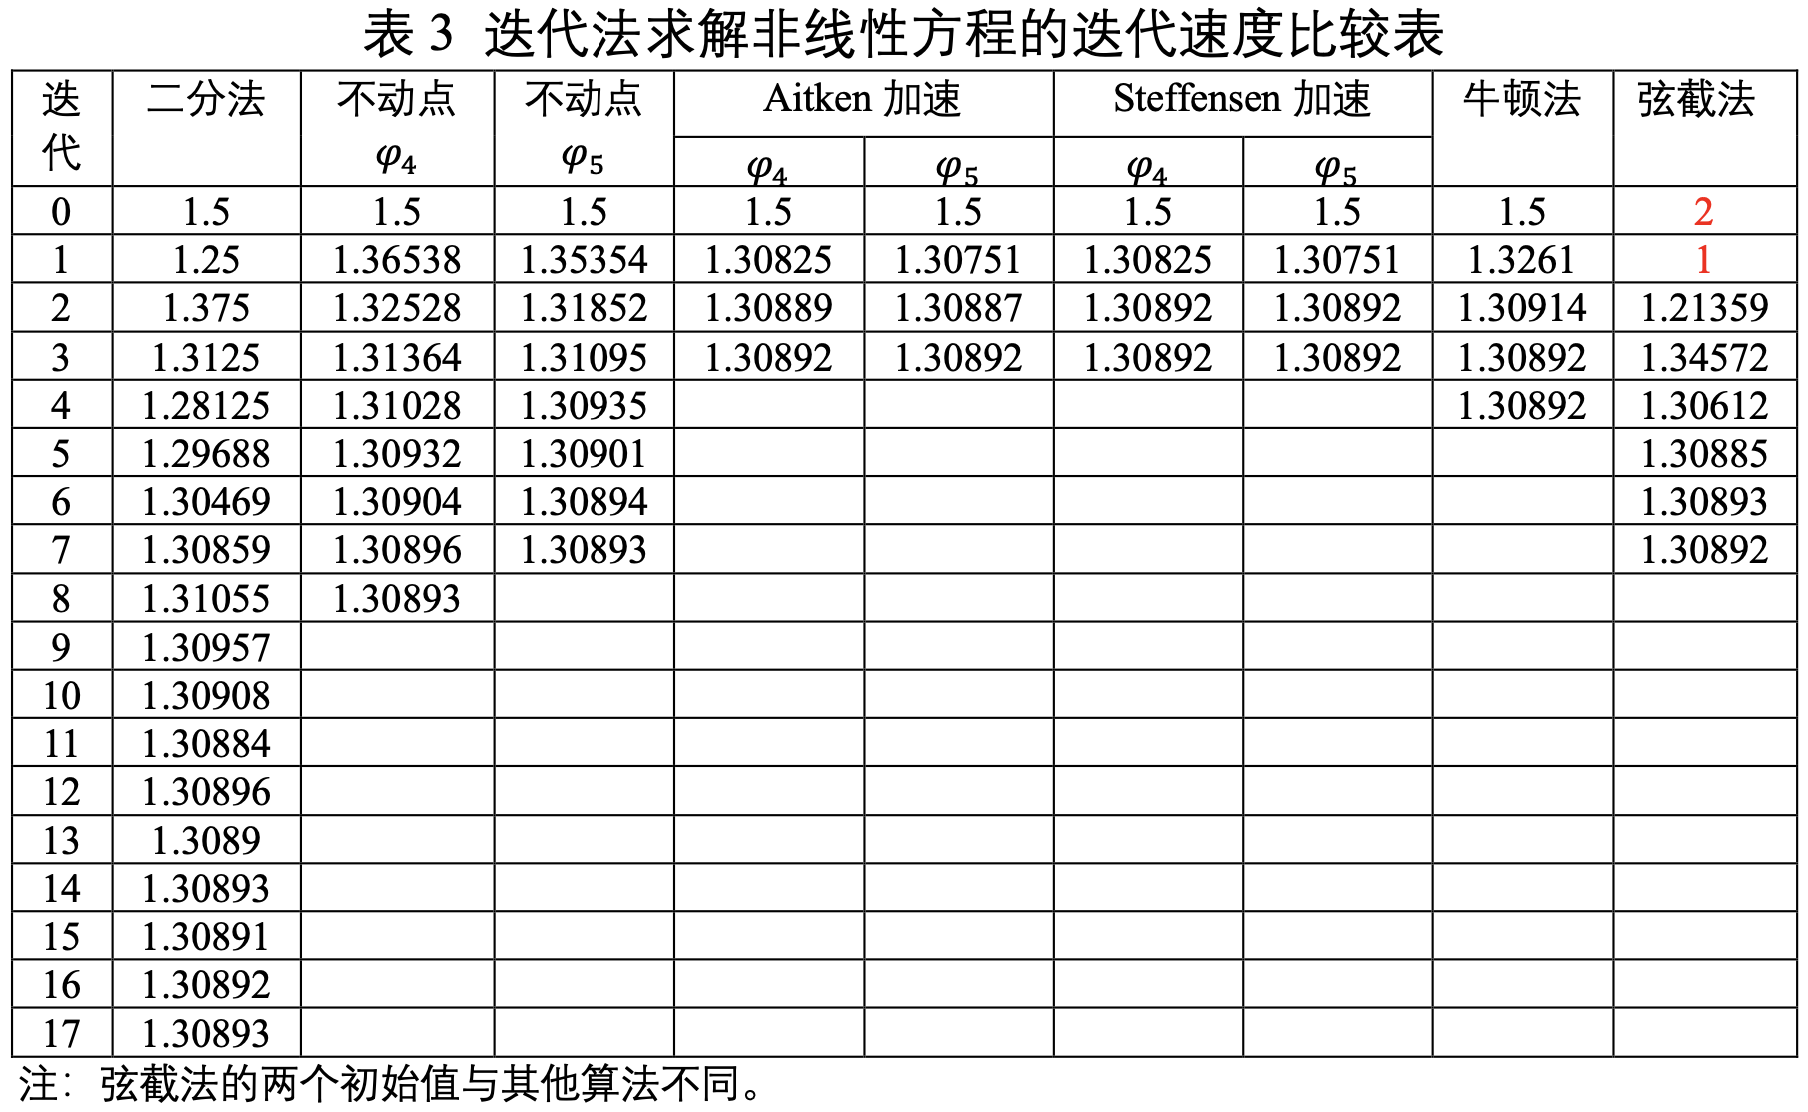 表 3 迭代法求解非线性方程的迭代速度比较表
迭代 二分法 不动点 φ₄ 不动点 φ₅ Aitken 加速 Steffensen 加速 牛顿法 弦截法
φ₄ φ₅ φ₄ φ₅
0 1.5 1.5 1.5 1.5 1.5 1.5 1.5 1.5 2
1 1.25 1.36538 1.35354 1.30825 1.30751 1.30825 1.30751 1.3261 1
2 1.375 1.32528 1.31852 1.30889 1.30887 1.30892 1.30892 1.30914 1.21359
3 1.3125 1.31364 1.31095 1.30892 1.30892 1.30892 1.30892 1.30892 1.34572
4 1.28125 1.31028 1.30935 1.30892 1.30612
5 1.29688 1.30932 1.30901 1.30885
6 1.30469 1.30904 1.30894 1.30893
7 1.30859 1.30896 1.30893 1.30892
8 1.31055 1.30893
9 1.30957
10 1.30908
11 1.30884
12 1.30896
13 1.3089
14 1.30893
15 1.30891
16 1.30892
17 1.30893
注：弦截法的两个初始值与其他算法不同。